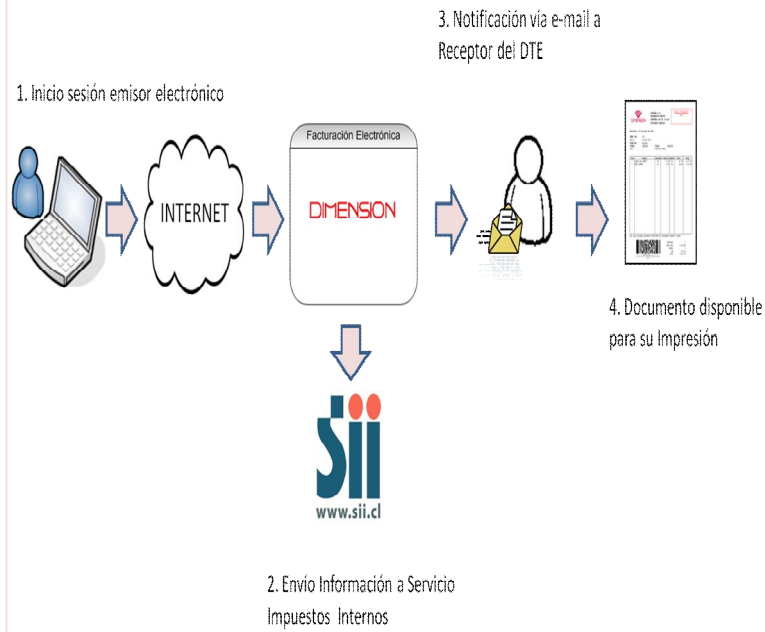 3. Notificación vía e-mail a
Receptor del DTE
1. Inicio sesión emisor electrónico
INTERNET
Facturación Electrónica
DIMENSION
4. Documento disponible
para su Impresión
sii
www.sii.cl
2. Envío Información a Servicio
Impuestos Internos